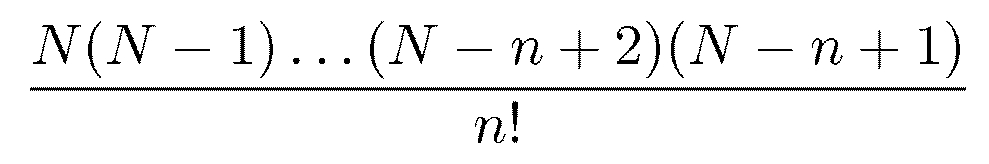 N(N − 1) … (N − n + 2)(N − n + 1)
n!